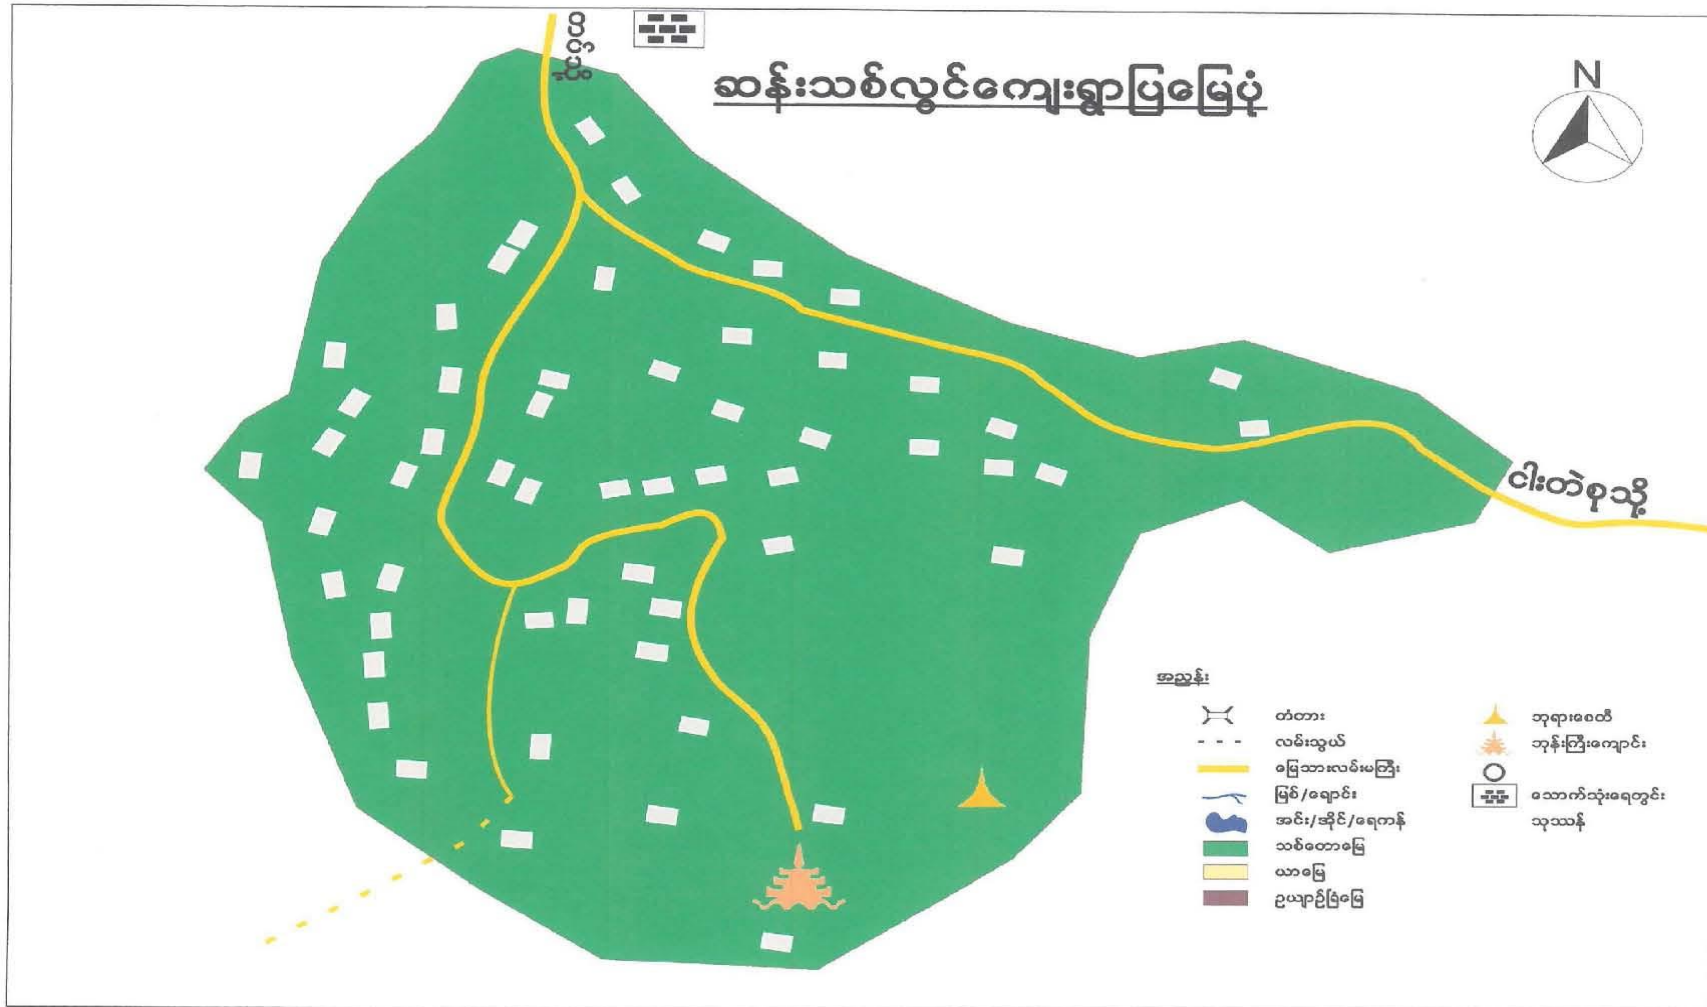 ဆန်းသစ်လွင်ကျေးရွာပြမြေပုံ
N
ငါးတဲစုသို့
အညွှန်း
တံတား
လမ်းသွယ်
မြေသားလမ်းမကြီး
မြစ်/ချောင်း
အင်း/အိုင်/ရေကန်
သစ်တောမြေ
ယာမြေ
ဥယျာဉ်ခြံမြေ
ဘုရားစေတီ
ဘုန်းကြီးကျောင်း
သောက်သုံးရေတွင်း
သုဿန်